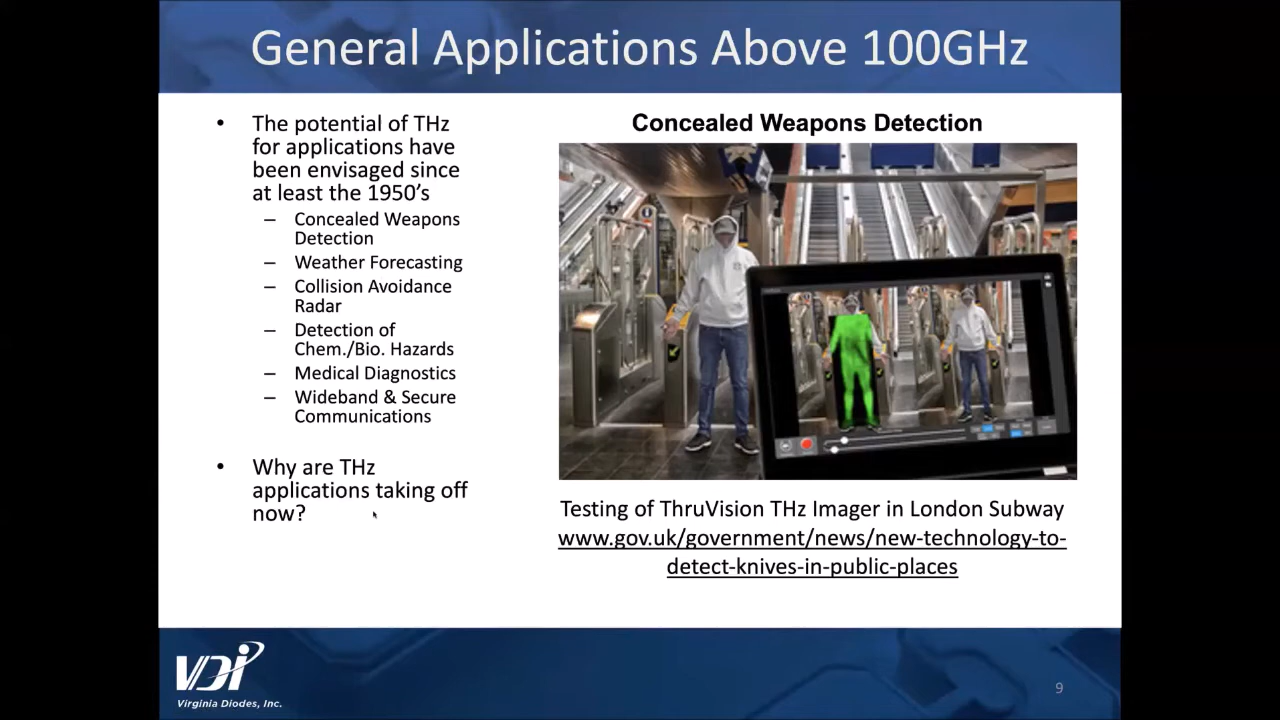 General Applications Above 100GHz
• The potential of THz
for applications have
been envisaged since
at least the 1950's
– Concealed Weapons
Detection
– Weather Forecasting
– Collision Avoidance
Radar
– Detection of
Chem./Bio. Hazards
– Medical Diagnostics
– Wideband & Secure
Communications
• Why are THz
applications taking off
now?
Concealed Weapons Detection
Testing of ThruVision THz Imager in London Subway
www.gov.uk/government/news/new-technology-to-
detect-knives-in-public-places
VDi
Virginia Diodes, Inc.
9